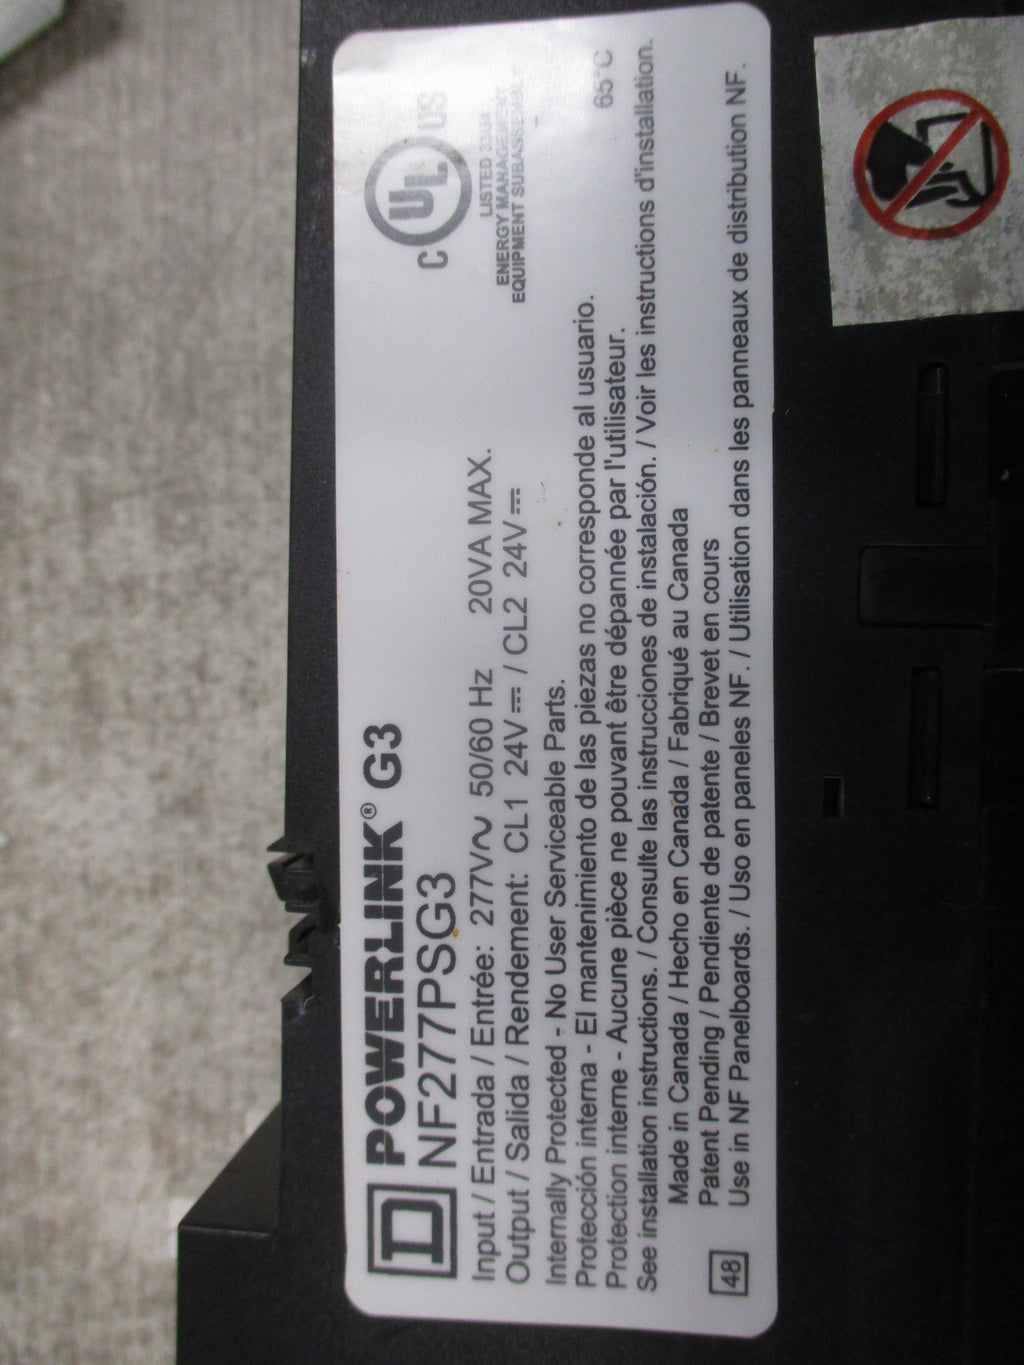 POWERLINK® G3
NF277PSG3
Input / Entrada / Entrée: 277V∿ 50/60 Hz 20VA MAX.
Output / Salida / Rendement: CL1 24V⎓ / CL2 24V⎓
C UL US
LISTED
ENERGY MANAGEMENT
EQUIPMENT SUBASSEMBLY
Internally Protected - No User Serviceable Parts.
Protección interna - El mantenimiento de las piezas no corresponde al usuario.
Protection interne - Aucune pièce ne pouvant être dépannée par l'utilisateur.
65°C
See installation instructions. / Consulte las instrucciones de instalación. / Voir les instructions d'installation.
Made in Canada / Hecho en Canada / Fabriqué au Canada
Patent Pending / Pendiente de patente / Brevet en cours
Use in NF Panelboards. / Uso en paneles NF. / Utilisation dans les panneaux de distribution NF.
48